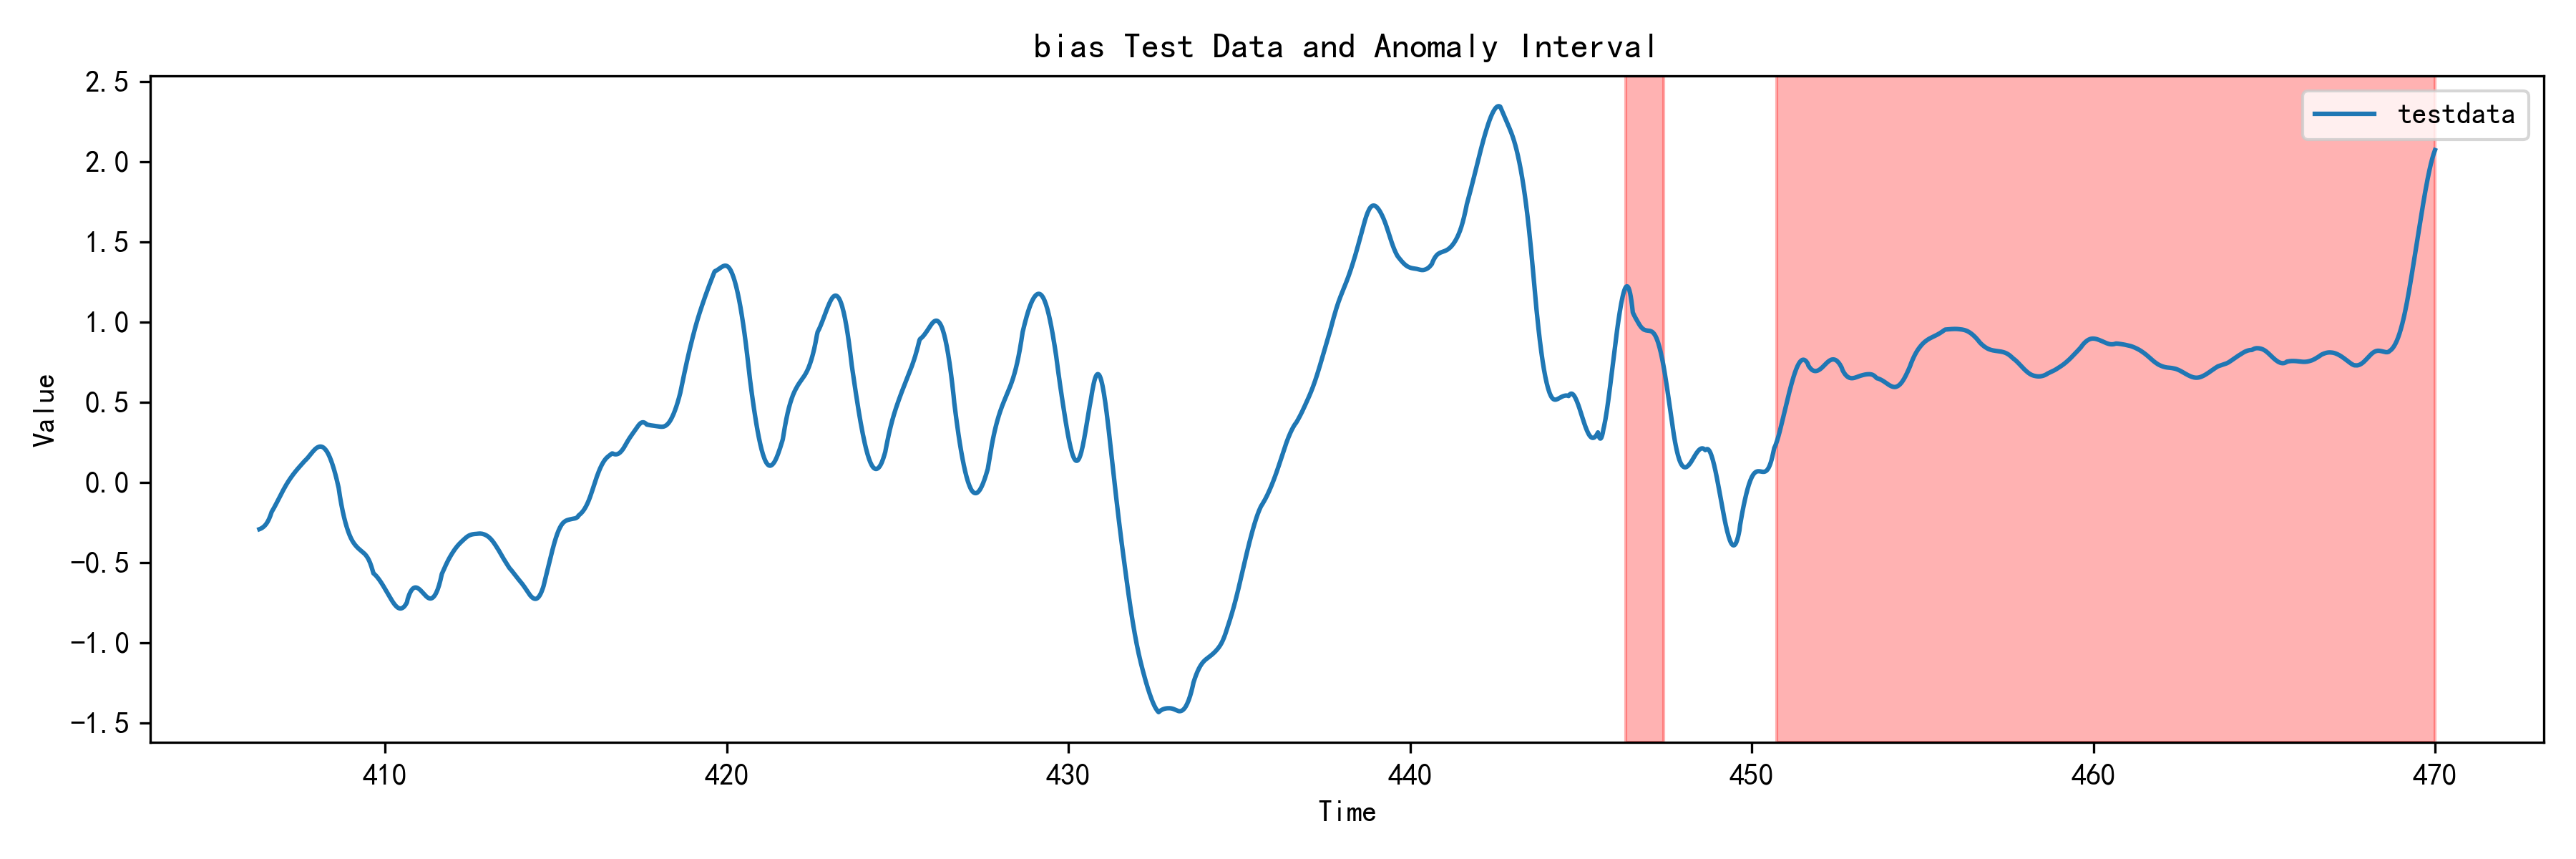 bias Test Data and Anomaly Interval
testdata
2.5
2.0
1.5
1.0
0.5
0.0
−0.5
−1.0
−1.5
Value
410 420 430 440 450 460 470
Time